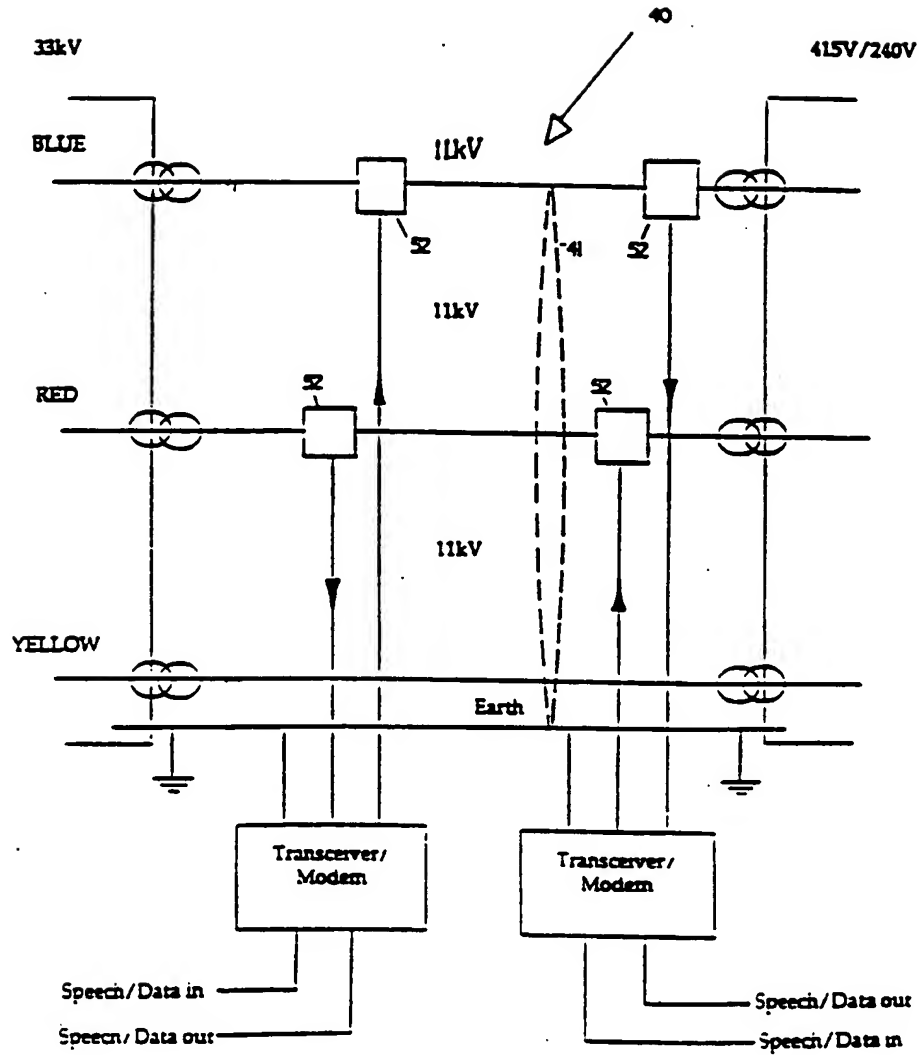 40
33kV
415V/240V
BLUE
11kV
52
41
52
11kV
RED
52
52
11kV
YELLOW
Earth
Transceiver/
Modem
Transceiver/
Modem
Speech/Data in
Speech/Data out
Speech/Data out
Speech/Data in